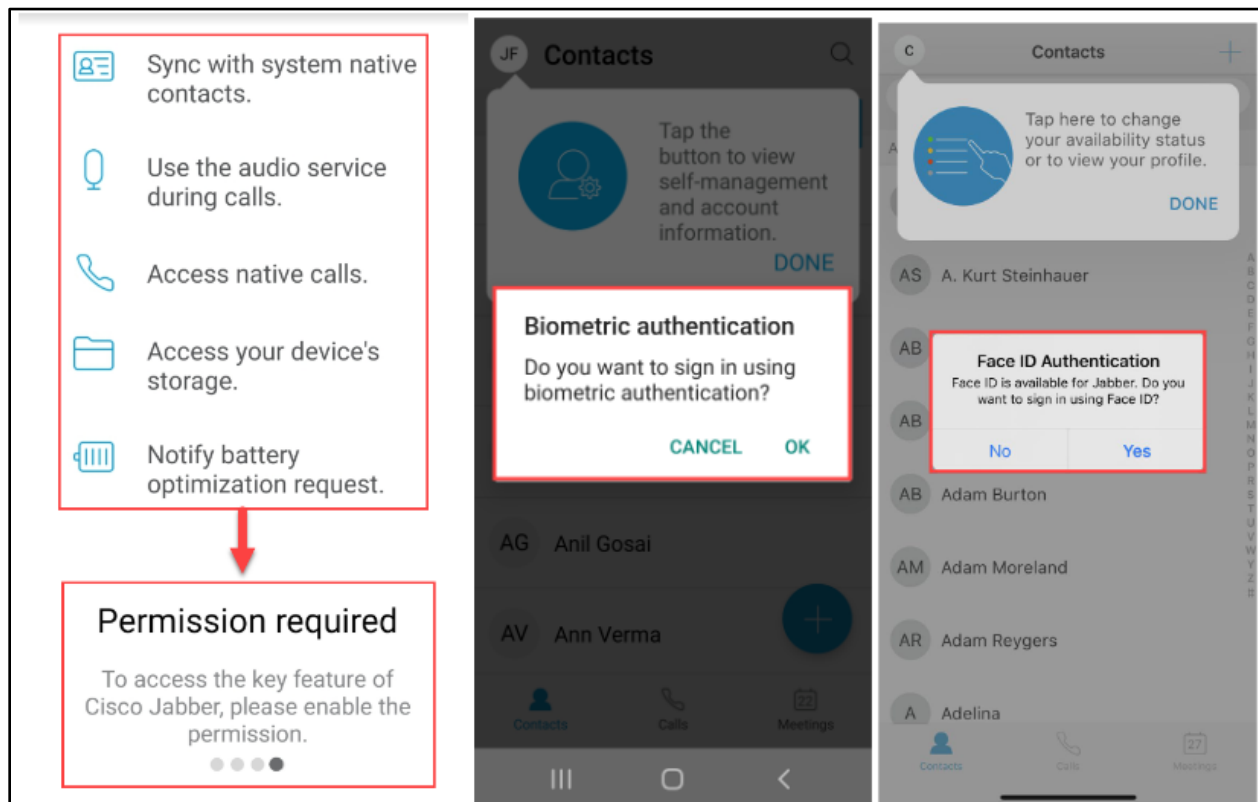 Sync with system native
contacts.
Use the audio service
during calls.
Access native calls.
Access your device's
storage.
Notify battery
optimization request.
Permission required
To access the key feature of
Cisco Jabber, please enable the
permission.
JF
Contacts
Tap the
button to view
self-management
and account
information.
DONE
Biometric authentication
Do you want to sign in using
biometric authentication?
CANCEL OK
AG Anil Gosai
AV Ann Verma
Contacts Calls 22 Meetings
C
Contacts
Tap here to change
your availability status
or to view your profile.
DONE
AS A. Kurt Steinhauer
AB
Face ID Authentication
Face ID is available for Jabber. Do you
want to sign in using Face ID?
No Yes
AB
AB Adam Burton
AM Adam Moreland
AR Adam Reygers
A Adelina
A
B
C
D
E
F
G
H
I
J
K
L
M
N
O
P
R
S
T
U
V
W
Y
Z
#
Contacts Calls 27 Meetings